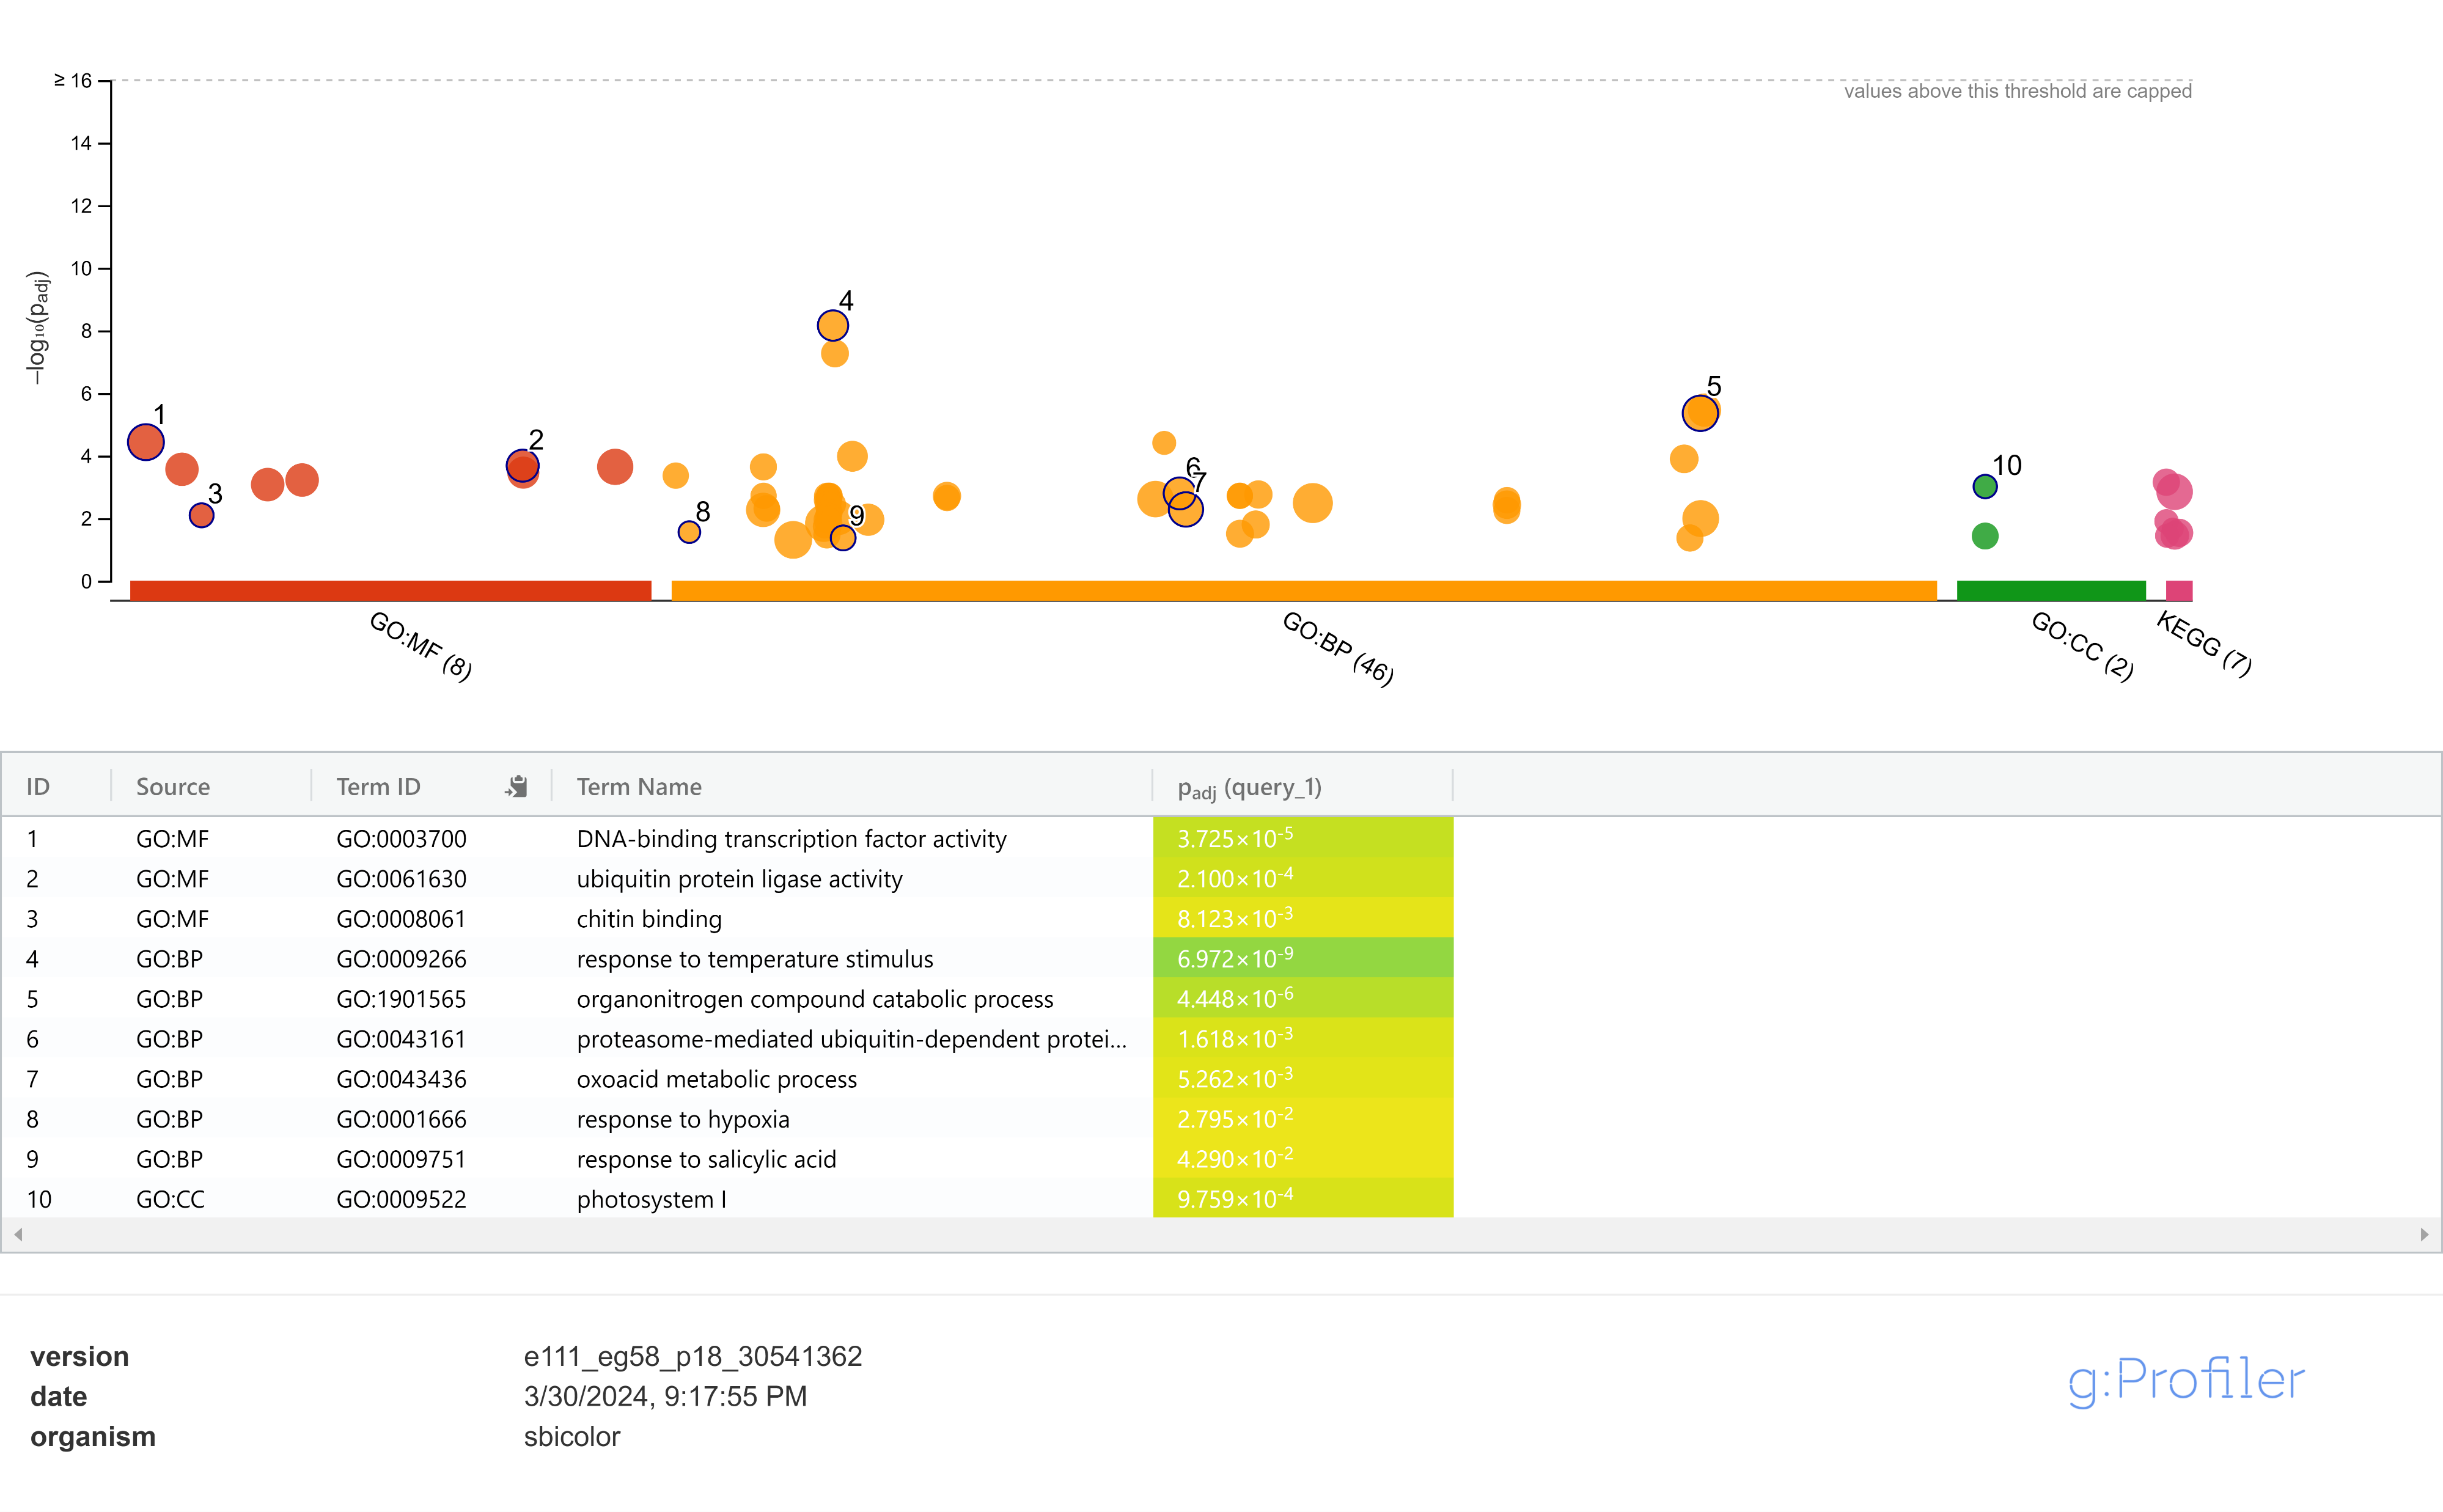 ≥ 16
values above this threshold are capped
14
12
10
8
6
4
2
0
–log₁₀(padj)
1
2
3
4
5
6
7
8
9
10
GO:MF (8)
GO:BP (46)
GO:CC (2)
KEGG (7)
ID Source Term ID Term Name padj (query_1)
1 GO:MF GO:0003700 DNA-binding transcription factor activity 3.725×10⁻⁵
2 GO:MF GO:0061630 ubiquitin protein ligase activity 2.100×10⁻⁴
3 GO:MF GO:0008061 chitin binding 8.123×10⁻³
4 GO:BP GO:0009266 response to temperature stimulus 6.972×10⁻⁹
5 GO:BP GO:1901565 organonitrogen compound catabolic process 4.448×10⁻⁶
6 GO:BP GO:0043161 proteasome-mediated ubiquitin-dependent protei... 1.618×10⁻³
7 GO:BP GO:0043436 oxoacid metabolic process 5.262×10⁻³
8 GO:BP GO:0001666 response to hypoxia 2.795×10⁻²
9 GO:BP GO:0009751 response to salicylic acid 4.290×10⁻²
10 GO:CC GO:0009522 photosystem I 9.759×10⁻⁴
version e111_eg58_p18_30541362
date 3/30/2024, 9:17:55 PM
organism sbicolor
g:Profiler